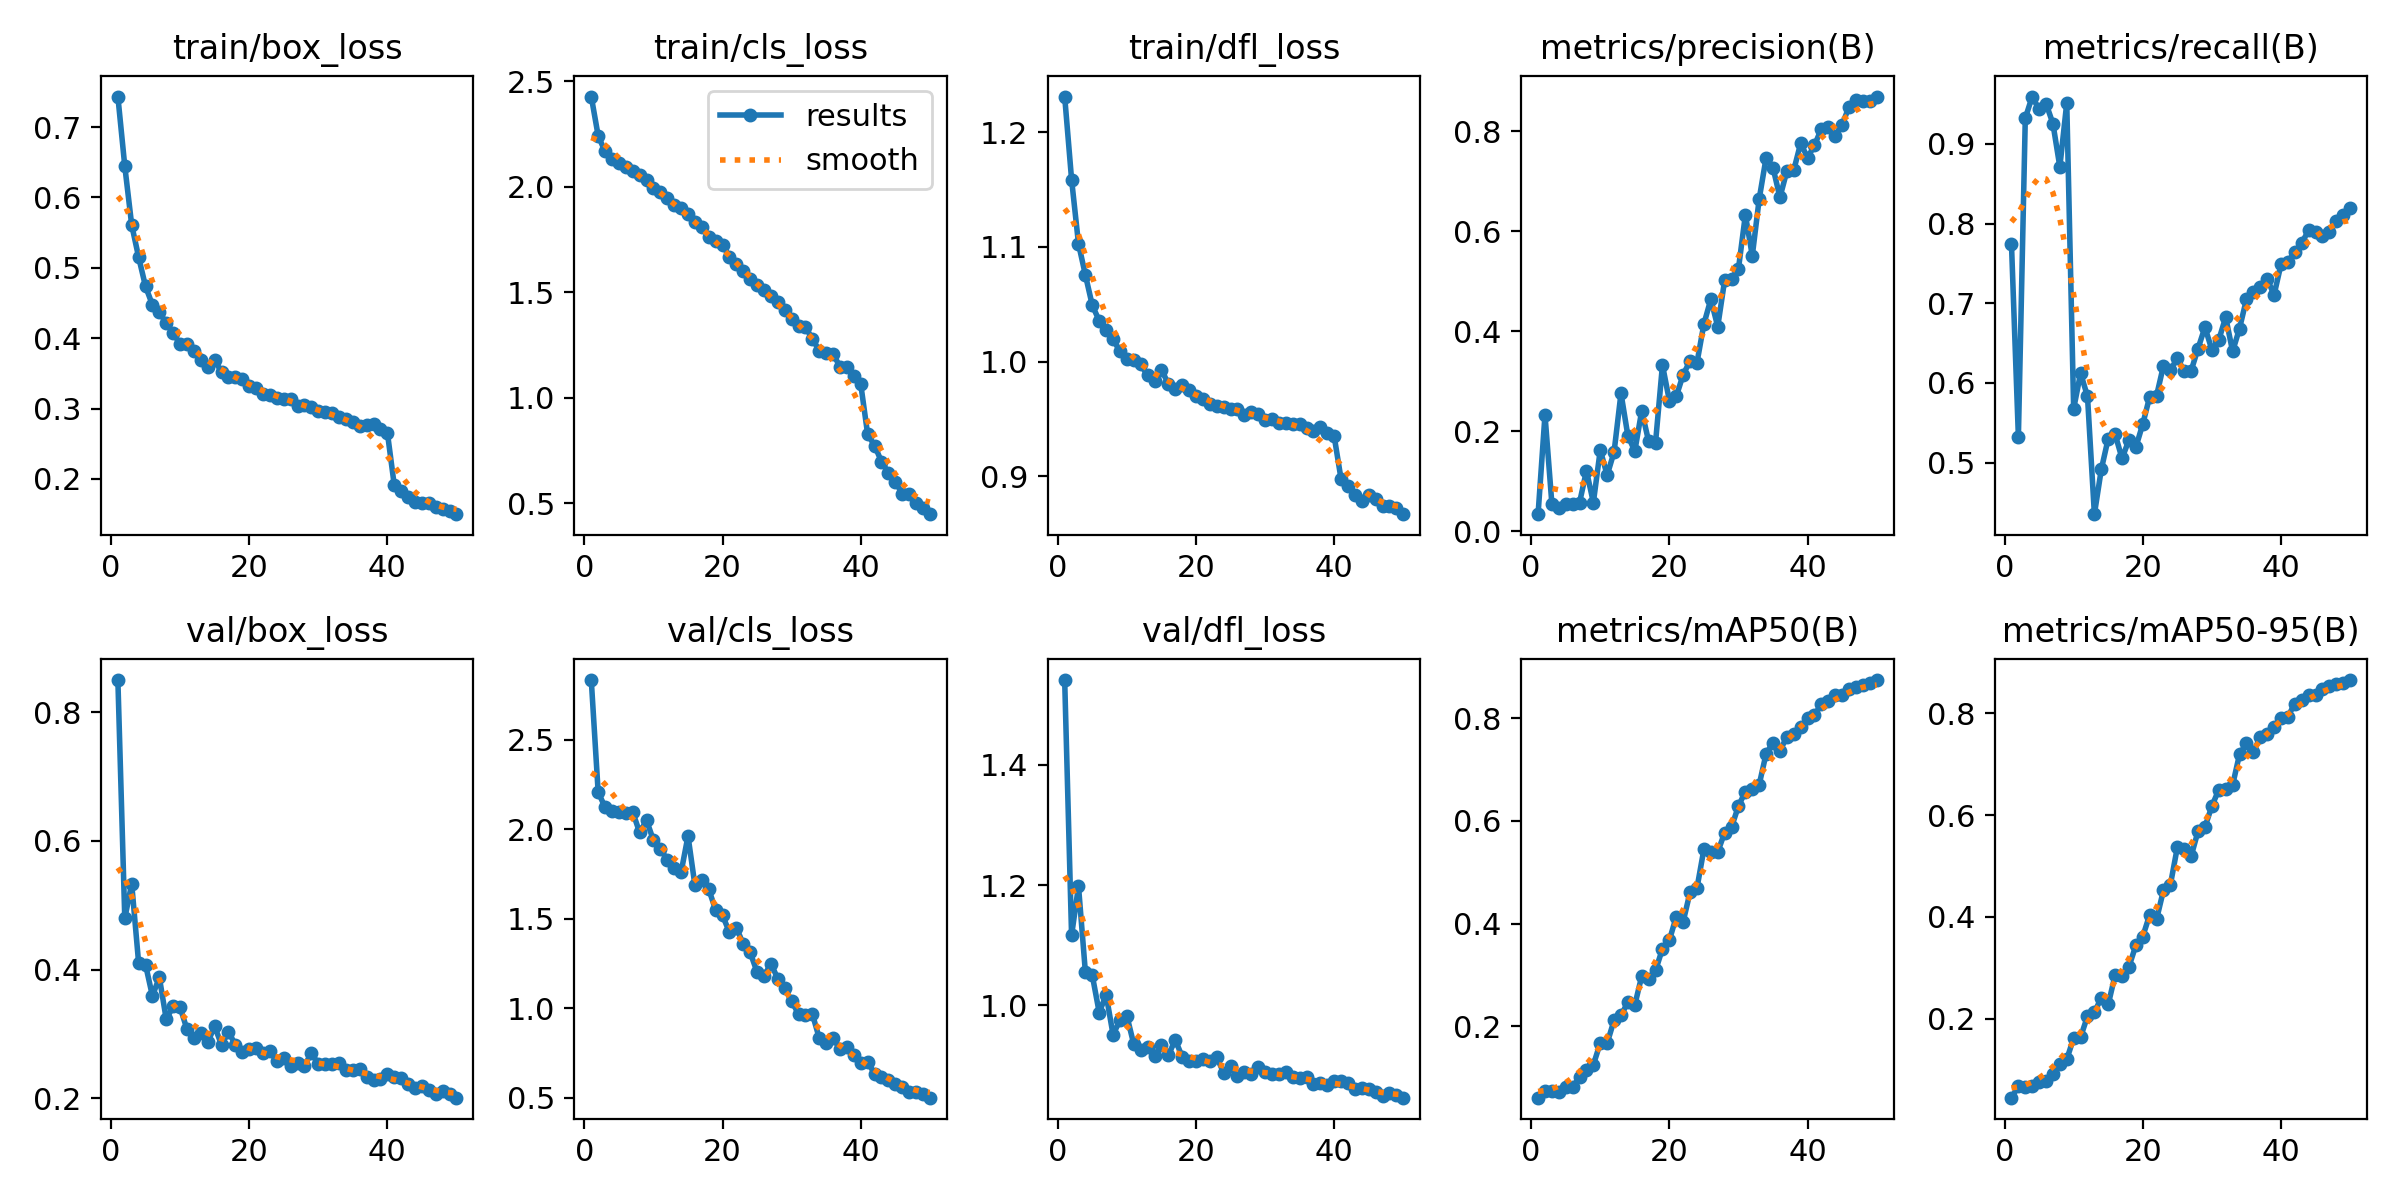 train/box_loss
train/cls_loss
train/dfl_loss
metrics/precision(B)
metrics/recall(B)
0.7
0.6
0.5
0.4
0.3
0.2
0 20 40
2.5
2.0
1.5
1.0
0.5
results
smooth
0 20 40
1.2
1.1
1.0
0.9
0 20 40
0.8
0.6
0.4
0.2
0.0
0 20 40
0.9
0.8
0.7
0.6
0.5
0 20 40
val/box_loss
val/cls_loss
val/dfl_loss
metrics/mAP50(B)
metrics/mAP50-95(B)
0.8
0.6
0.4
0.2
0 20 40
2.5
2.0
1.5
1.0
0.5
0 20 40
1.4
1.2
1.0
0 20 40
0.8
0.6
0.4
0.2
0 20 40
0.8
0.6
0.4
0.2
0 20 40